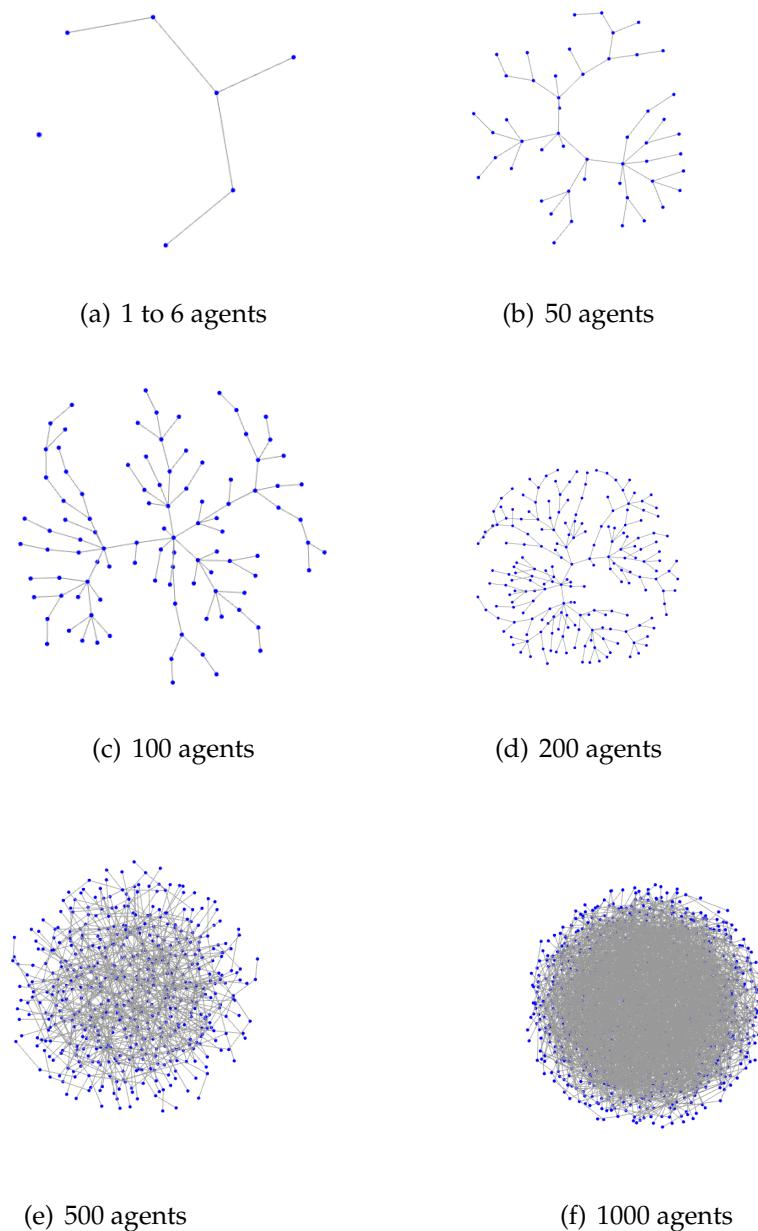 (a) 1 to 6 agents
(b) 50 agents
(c) 100 agents
(d) 200 agents
(e) 500 agents
(f) 1000 agents